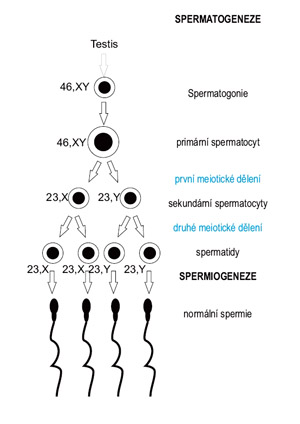 SPERMATOGENEZE
Testis
46,XY
Spermatogonie
46,XY
primární spermatocyt
první meiotické dělení
23,X 23,Y
sekundární spermatocyty
druhé meiotické dělení
spermatidy
23,X 23,X 23,Y 23,Y
SPERMIOGENEZE
normální spermie